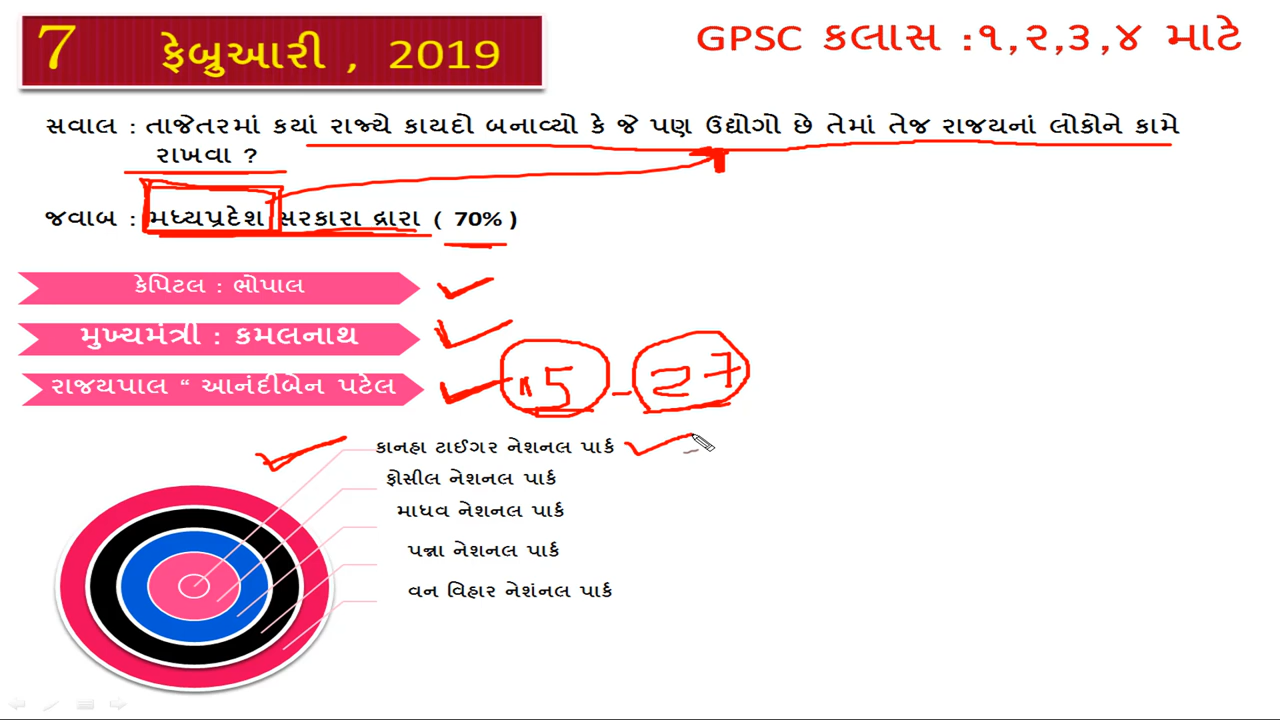 7 ફેબ્રુઆરી , 2019
GPSC કલાસ :૧,૨,૩,૪ માટે
સવાલ : તાજેતરમાં કયાં રાજ્યે કાયદો બનાવ્યો કે જે પણ ઉદ્યોગો છે તેમાં તેજ રાજયનાં લોકોને કામે
રાખવા ?
જવાબ : મધ્યપ્રદેશ સરકારા દ્રારા ( 70% )
કેપિટલ : ભોપાલ
મુખ્યમંત્રી : કમલનાથ
રાજયપાલ “ આનંદીબેન પટેલ
15 - 27
કાનહા ટાઈગર નેશનલ પાર્ક
ફોસીલ નેશનલ પાર્ક
માધવ નેશનલ પાર્ક
પન્ના નેશનલ પાર્ક
વન વિહાર નેશંનલ પાર્ક